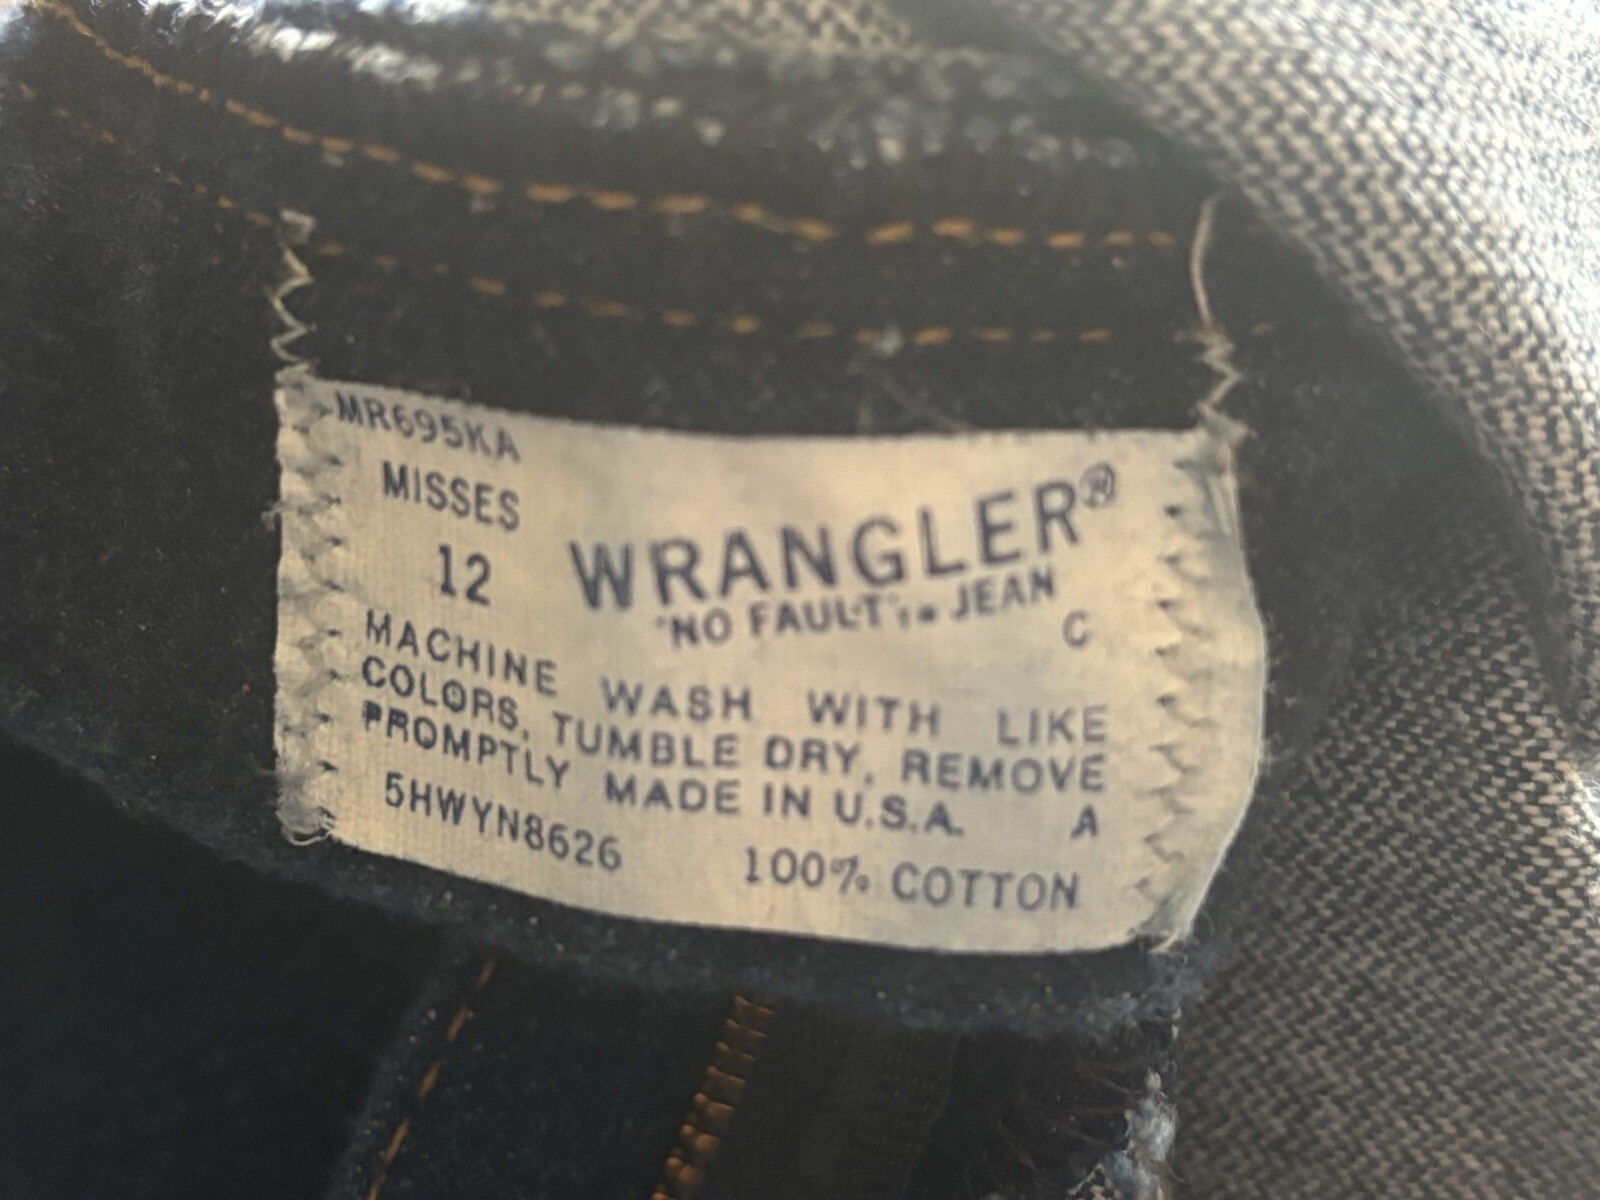 MR695KA
MISSES
12
WRANGLER®
"NO FAULT"™ JEAN
C
MACHINE WASH WITH LIKE
COLORS, TUMBLE DRY, REMOVE
PROMPTLY MADE IN U.S.A. A
5HWYN8626 100% COTTON